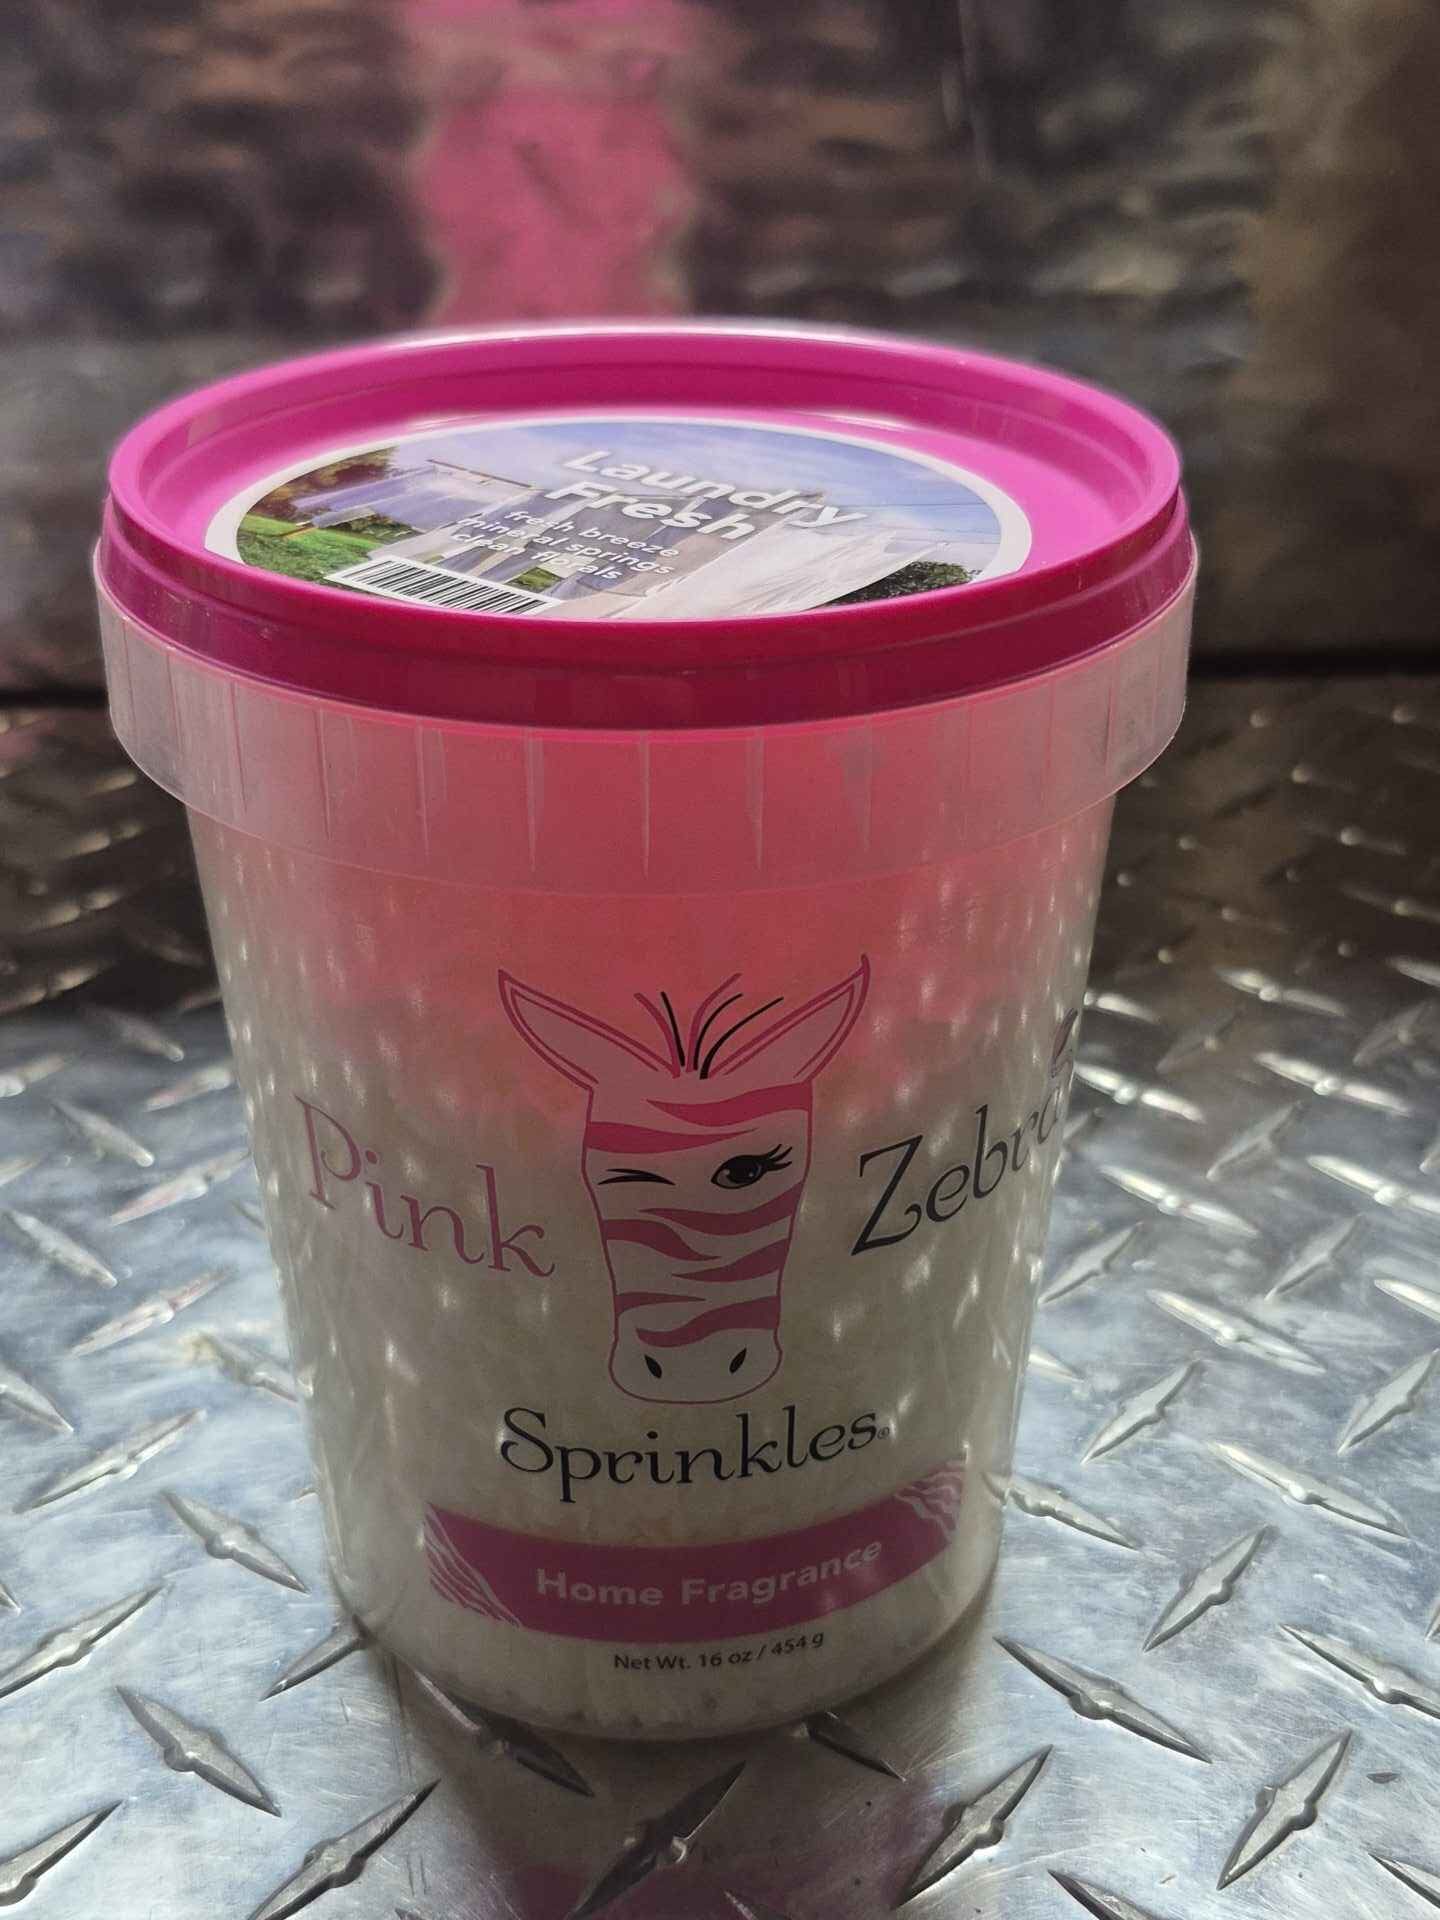 Laundry
Fresh
fresh breeze
mineral springs
clean florals
Pink Zebra
Sprinkles®
Home Fragrance
Net Wt. 16 oz / 454 g